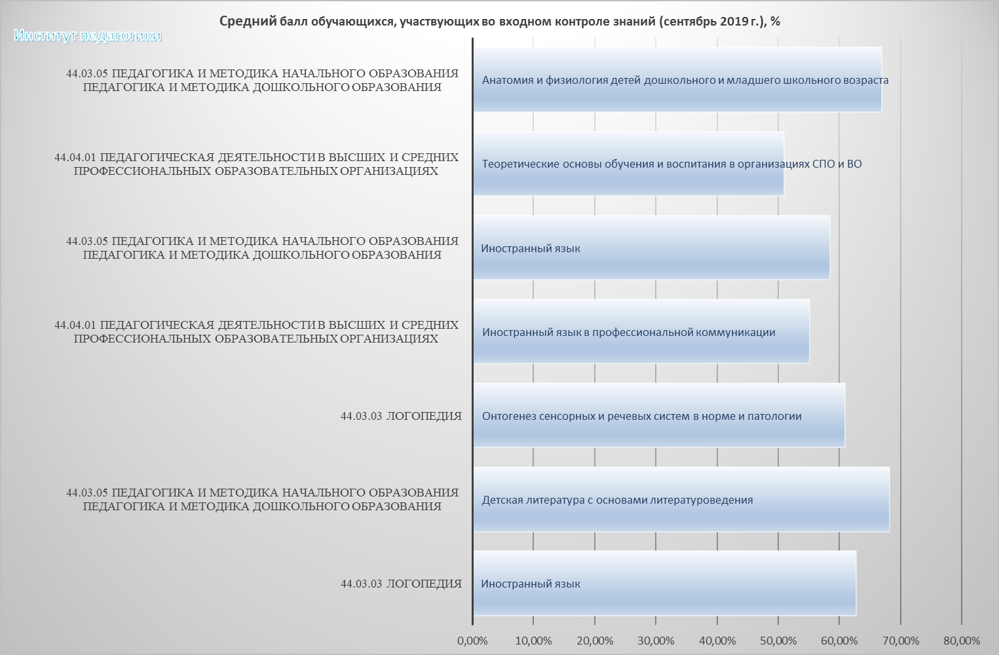 Средний балл обучающихся, участвующих во входном контроле знаний (сентябрь 2019 г.), %
Институт педагогики
44.03.05 ПЕДАГОГИКА И МЕТОДИКА НАЧАЛЬНОГО ОБРАЗОВАНИЯ
ПЕДАГОГИКА И МЕТОДИКА ДОШКОЛЬНОГО ОБРАЗОВАНИЯ
Анатомия и физиология детей дошкольного и младшего школьного возраста
44.04.01 ПЕДАГОГИЧЕСКАЯ ДЕЯТЕЛЬНОСТИ В ВЫСШИХ И СРЕДНИХ
ПРОФЕССИОНАЛЬНЫХ ОБРАЗОВАТЕЛЬНЫХ ОРГАНИЗАЦИЯХ
Теоретические основы обучения и воспитания в организациях СПО и ВО
44.03.05 ПЕДАГОГИКА И МЕТОДИКА НАЧАЛЬНОГО ОБРАЗОВАНИЯ
ПЕДАГОГИКА И МЕТОДИКА ДОШКОЛЬНОГО ОБРАЗОВАНИЯ
Иностранный язык
44.04.01 ПЕДАГОГИЧЕСКАЯ ДЕЯТЕЛЬНОСТИ В ВЫСШИХ И СРЕДНИХ
ПРОФЕССИОНАЛЬНЫХ ОБРАЗОВАТЕЛЬНЫХ ОРГАНИЗАЦИЯХ
Иностранный язык в профессиональной коммуникации
44.03.03 ЛОГОПЕДИЯ
Онтогенез сенсорных и речевых систем в норме и патологии
44.03.05 ПЕДАГОГИКА И МЕТОДИКА НАЧАЛЬНОГО ОБРАЗОВАНИЯ
ПЕДАГОГИКА И МЕТОДИКА ДОШКОЛЬНОГО ОБРАЗОВАНИЯ
Детская литература с основами литературоведения
44.03.03 ЛОГОПЕДИЯ
Иностранный язык
0,00% 10,00% 20,00% 30,00% 40,00% 50,00% 60,00% 70,00% 80,00%